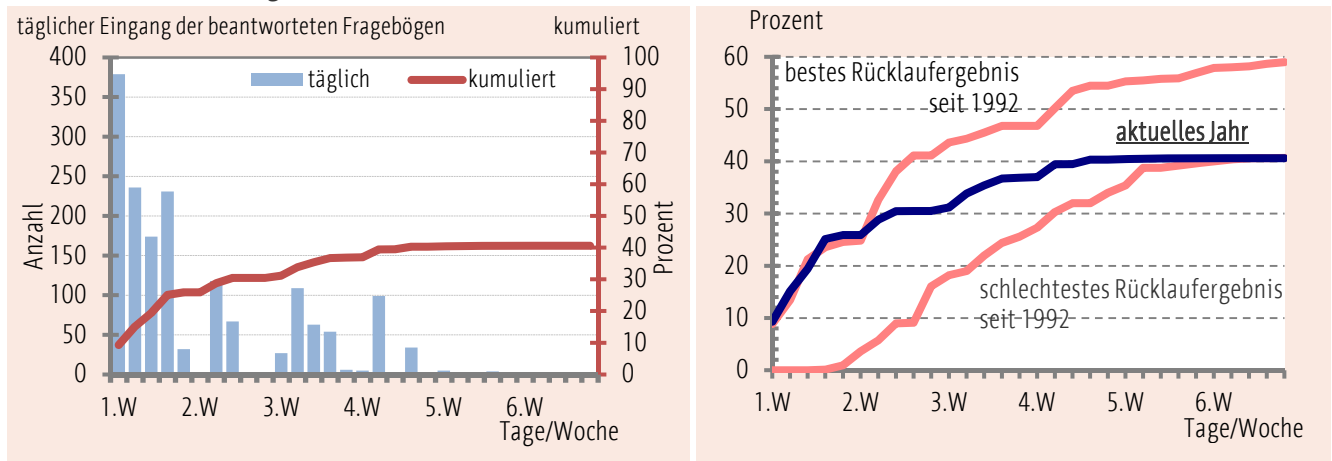 täglicher Eingang der beantworteten Fragebögen kumuliert
400 100
täglich kumuliert
90
350
80
300
70
250
60
200
50
150
40
30
100
20
50
10
0 0
Anzahl
Prozent
1.W 2.W 3.W 4.W 5.W 6.W
Tage/Woche
Prozent
60
bestes Rücklaufergebnis
seit 1992
50
aktuelles Jahr
40
30
20
schlechtestes Rücklaufergebnis
seit 1992
10
0
1.W 2.W 3.W 4.W 5.W 6.W
Tage/Woche